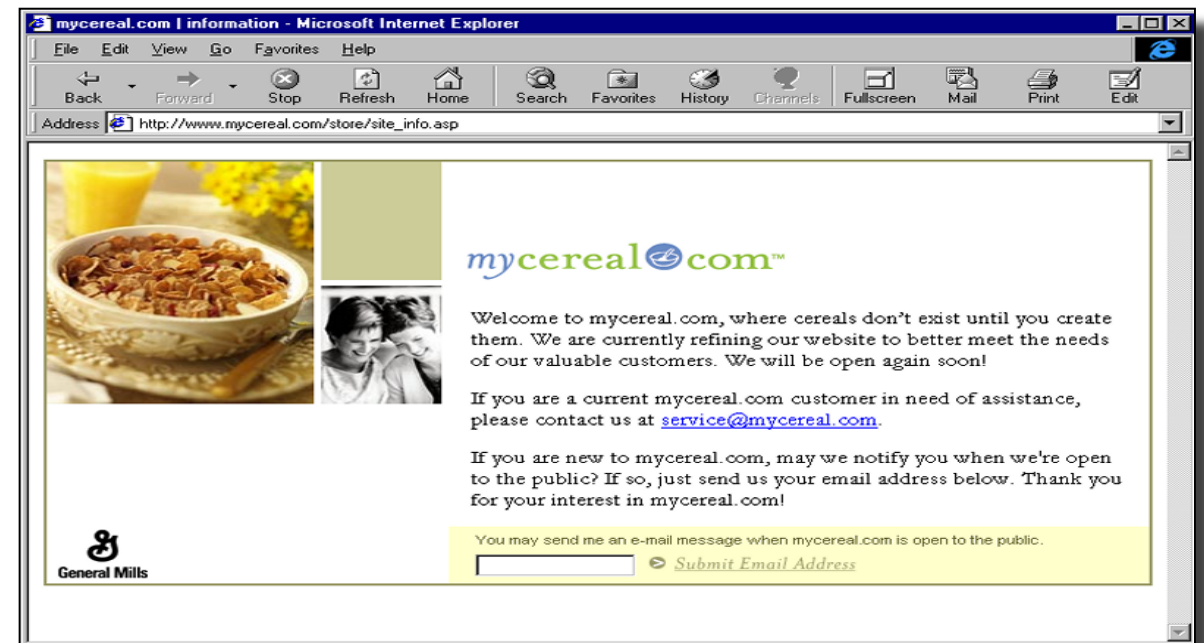 mycereal.com | information - Microsoft Internet Explorer
File Edit View Go Favorites Help
Back Forward Stop Refresh Home Search Favorites History Channels Fullscreen Mail Print Edit
Address http://www.mycereal.com/store/site_info.asp
mycereal com™
Welcome to mycereal.com, where cereals don't exist until you create
them. We are currently refining our website to better meet the needs
of our valuable customers. We will be open again soon!
If you are a current mycereal.com customer in need of assistance,
please contact us at service@mycereal.com.
If you are new to mycereal.com, may we notify you when we're open
to the public? If so, just send us your email address below. Thank you
for your interest in mycereal.com!
You may send me an e-mail message when mycereal.com is open to the public.
Submit Email Address
G
General Mills